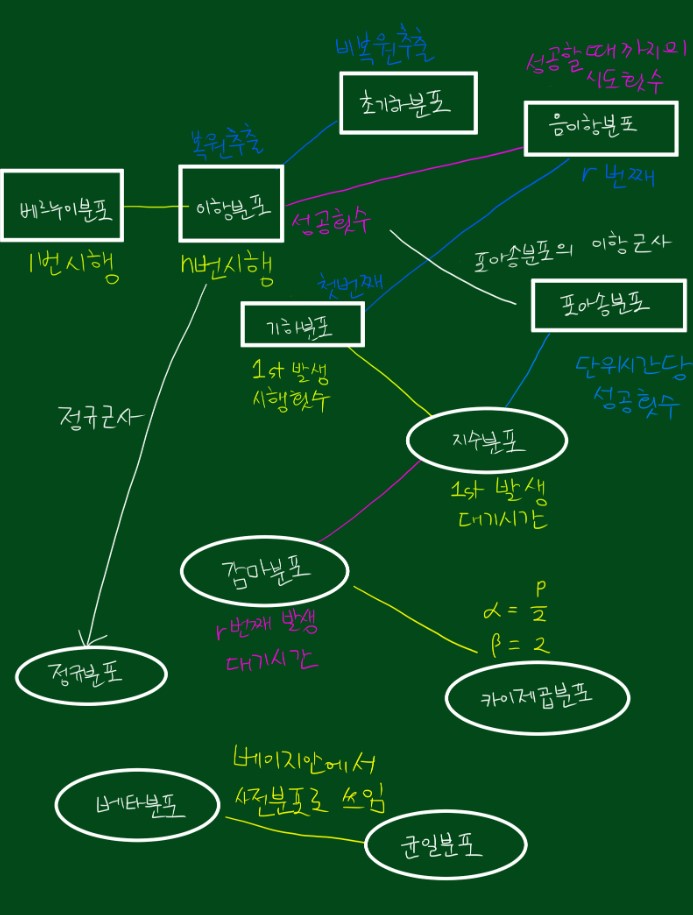 비복원추출
초기하분포
성공할 때까지의
시도횟수
음이항분포
r 번째
복원추출
베르누이분포
1번시행
이항분포
n번시행
성공횟수
포아송분포의 이항근사
포아송분포
단위시간당
성공횟수
첫번째
기하분포
1st 발생
시행횟수
지수분포
1st 발생
대기시간
정규근사
감마분포
r번째 발생
대기시간
α = p/2
β = 2
카이제곱분포
정규분포
베이지안에서
사전분포로 쓰임
베타분포
균일분포